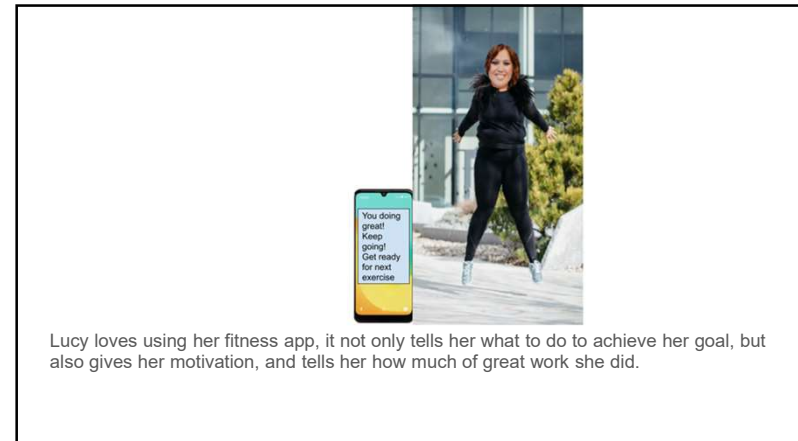 You doing
great!
Keep
going!
Get ready
for next
exercise
Lucy loves using her fitness app, it not only tells her what to do to achieve her goal, but
also gives her motivation, and tells her how much of great work she did.